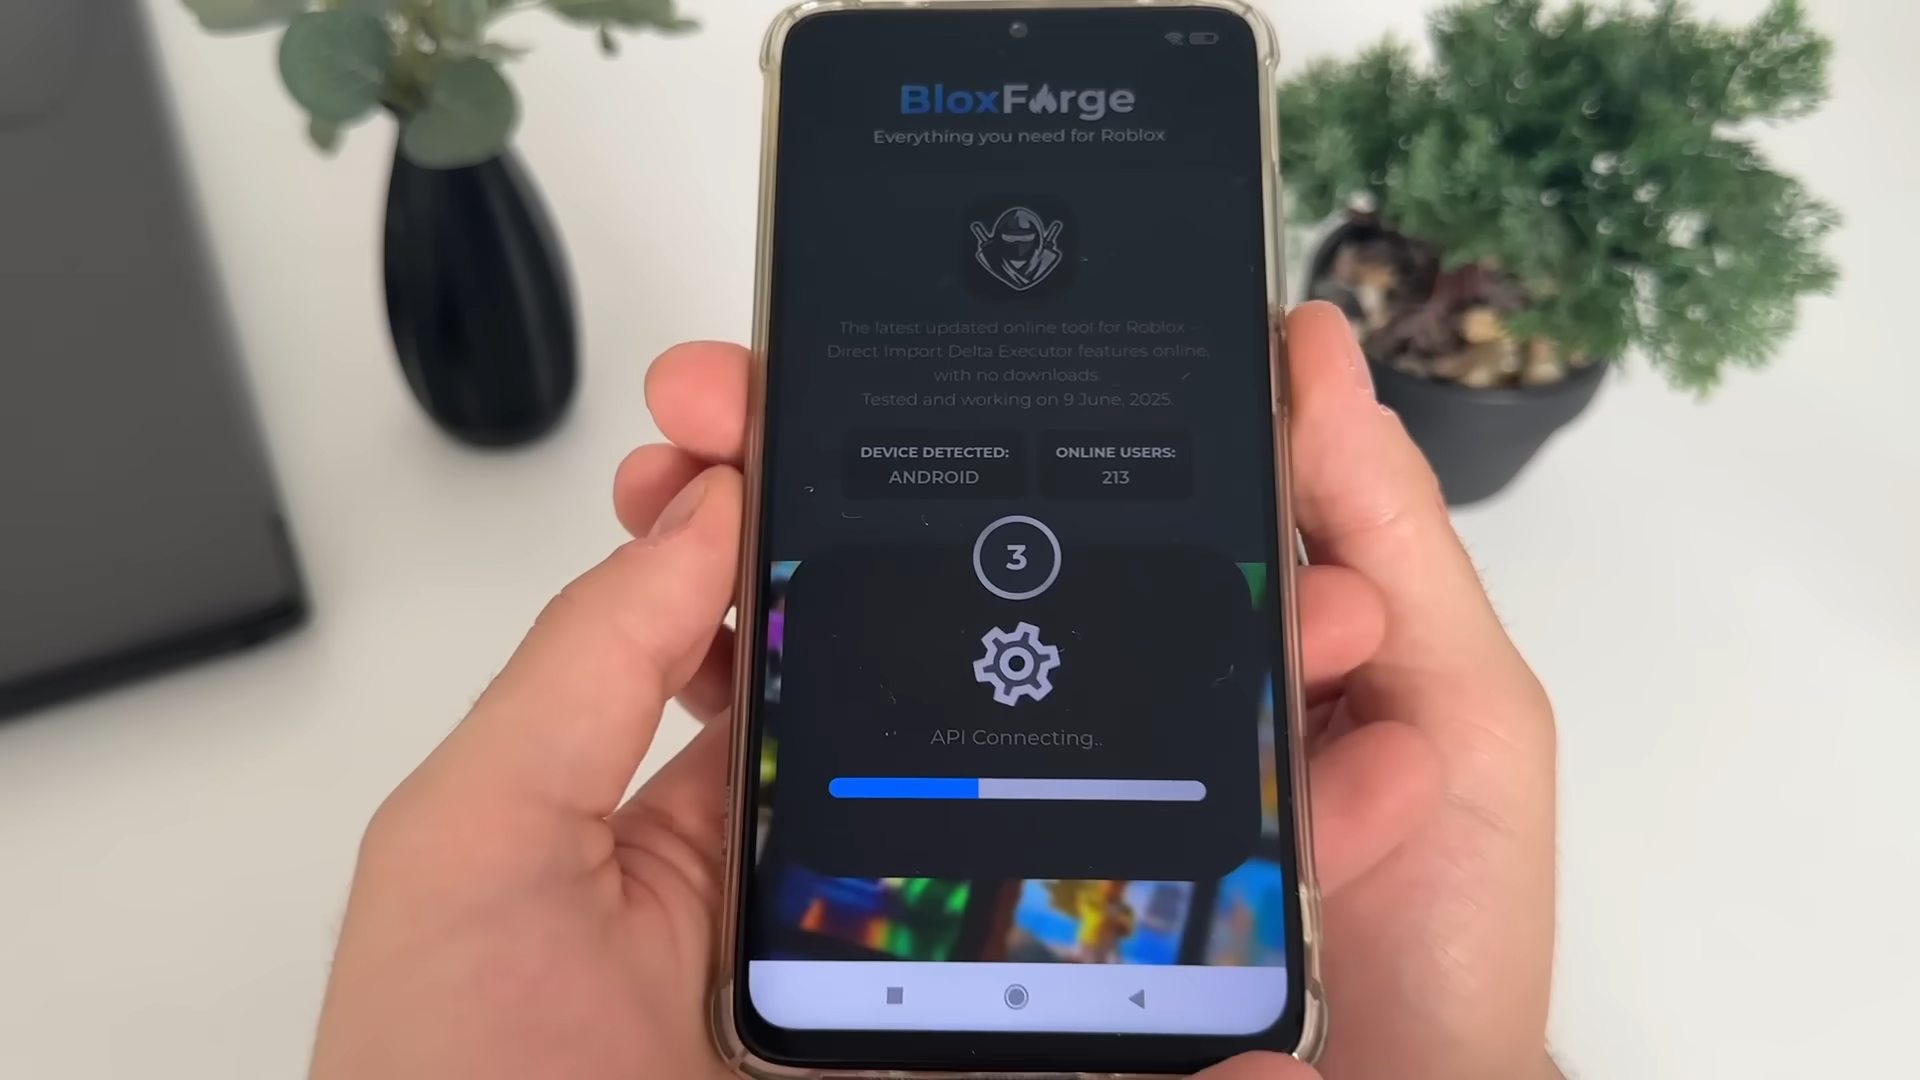 BloxForge
Everything you need for Roblox
The latest updated online tool for Roblox -
Direct Import Delta Executor features online,
with no downloads.
Tested and working on 9 June, 2025.
DEVICE DETECTED:
ANDROID
ONLINE USERS:
213
3
API Connecting..